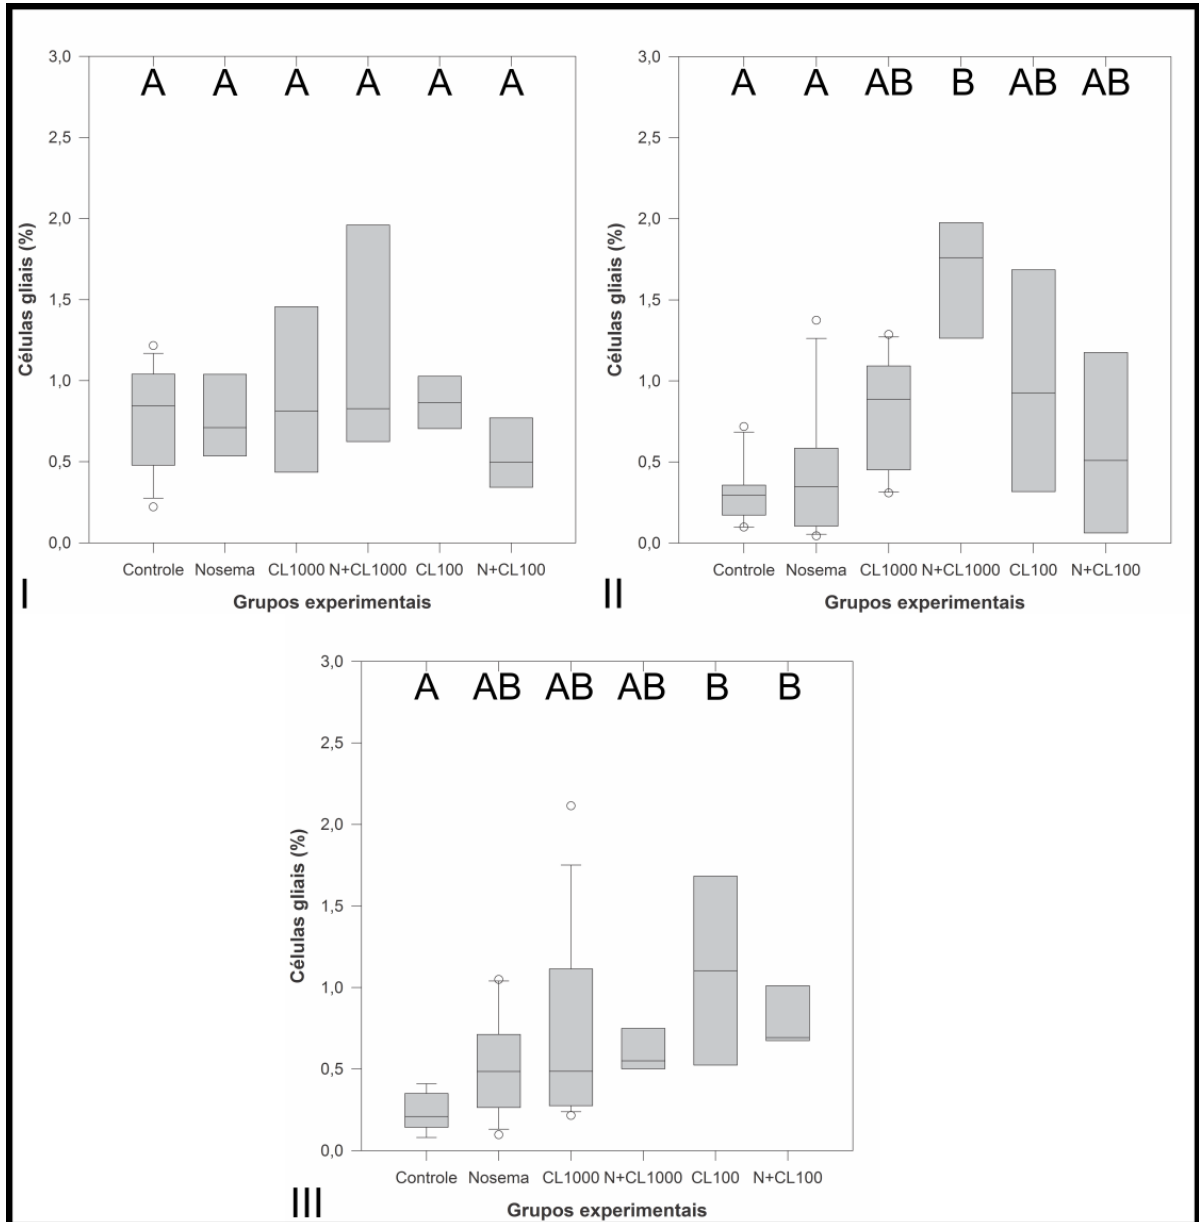 3,0
A A A A A A
2,5
2,0
1,5
1,0
0,5
0,0
Células gliais (%)
Controle Nosema CL1000 N+CL1000 CL100 N+CL100
Grupos experimentais
I
3,0
A A AB B AB AB
2,5
2,0
1,5
1,0
0,5
0,0
Células gliais (%)
Controle Nosema CL1000 N+CL1000 CL100 N+CL100
Grupos experimentais
II
3,0
A AB AB AB B B
2,5
2,0
1,5
1,0
0,5
0,0
Células gliais (%)
Controle Nosema CL1000 N+CL1000 CL100 N+CL100
Grupos experimentais
III